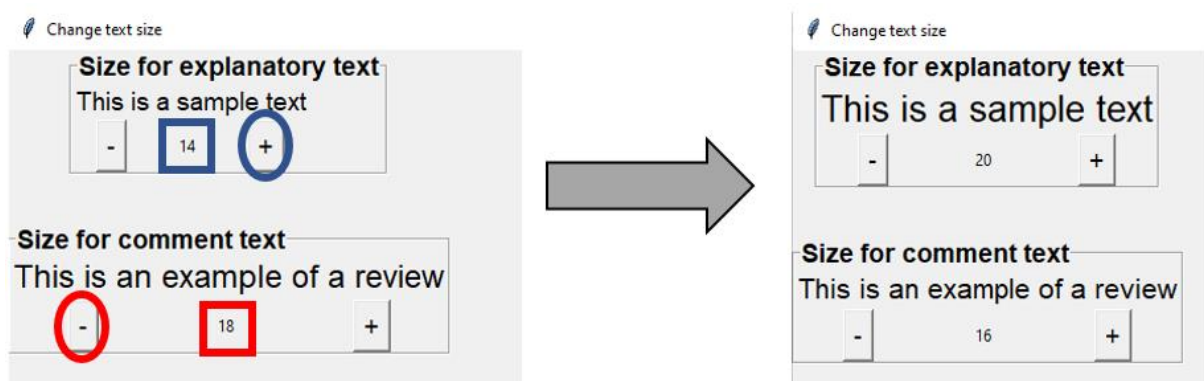 Change text size
Size for explanatory text
This is a sample text
- 14 +
Size for comment text
This is an example of a review
- 18 +
Change text size
Size for explanatory text
This is a sample text
- 20 +
Size for comment text
This is an example of a review
- 16 +